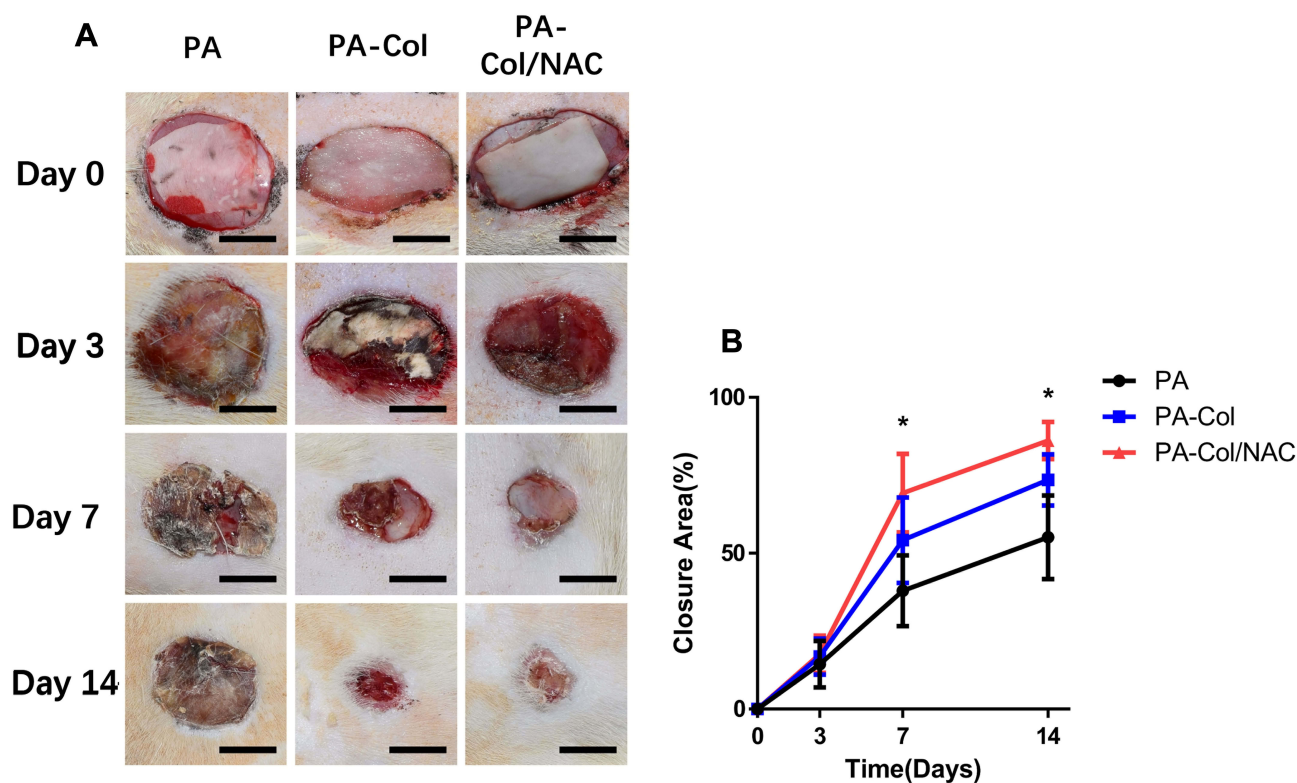 A
PA
PA-Col
PA-
Col/NAC
Day 0
Day 3
Day 7
Day 14
B
PA
PA-Col
PA-Col/NAC
Closure Area(%)
100
50
0
*
*
0
3
7
14
Time(Days)